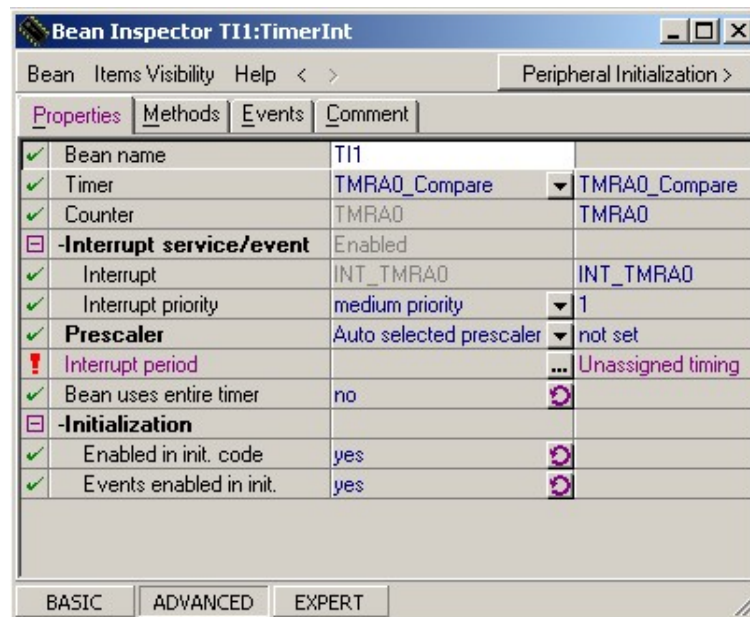 Bean Inspector TI1:TimerInt
Bean Items Visibility Help < > Peripheral Initialization >
Properties Methods Events Comment
Bean name TI1
Timer TMRA0_Compare TMRA0_Compare
Counter TMRA0 TMRA0
-Interrupt service/event Enabled
Interrupt INT_TMRA0 INT_TMRA0
Interrupt priority medium priority 1
Prescaler Auto selected prescaler not set
Interrupt period ... Unassigned timing
Bean uses entire timer no
-Initialization
Enabled in init. code yes
Events enabled in init. yes
BASIC ADVANCED EXPERT